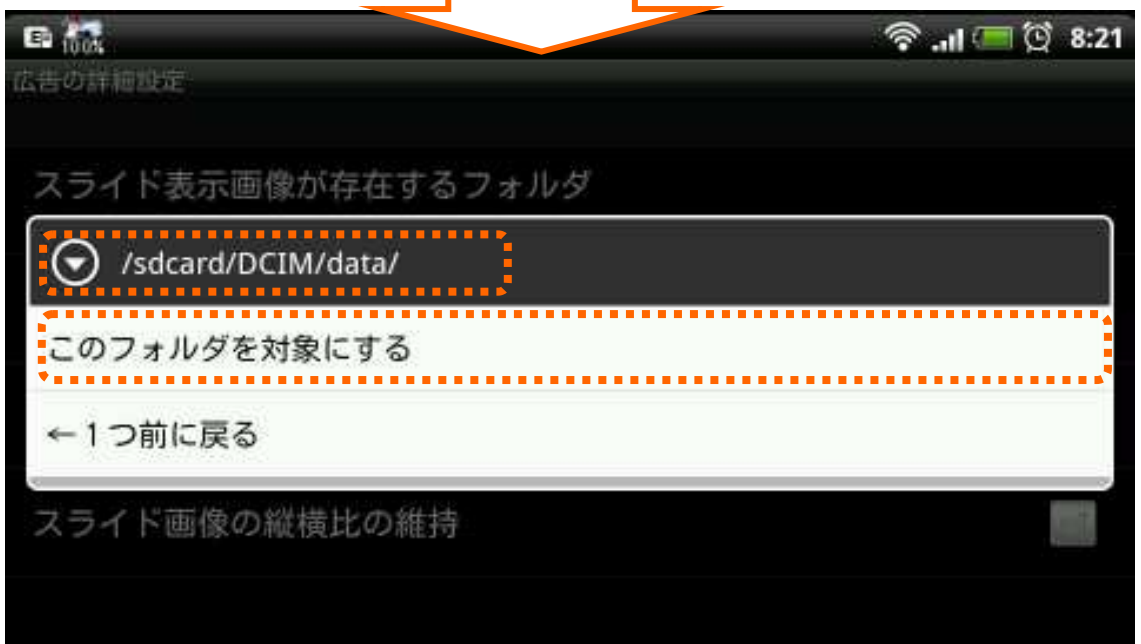 100%
8:21
広告の詳細設定
スライド表示画像が存在するフォルダ
/sdcard/DCIM/data/
このフォルダを対象にする
←1つ前に戻る
スライド画像の縦横比の維持